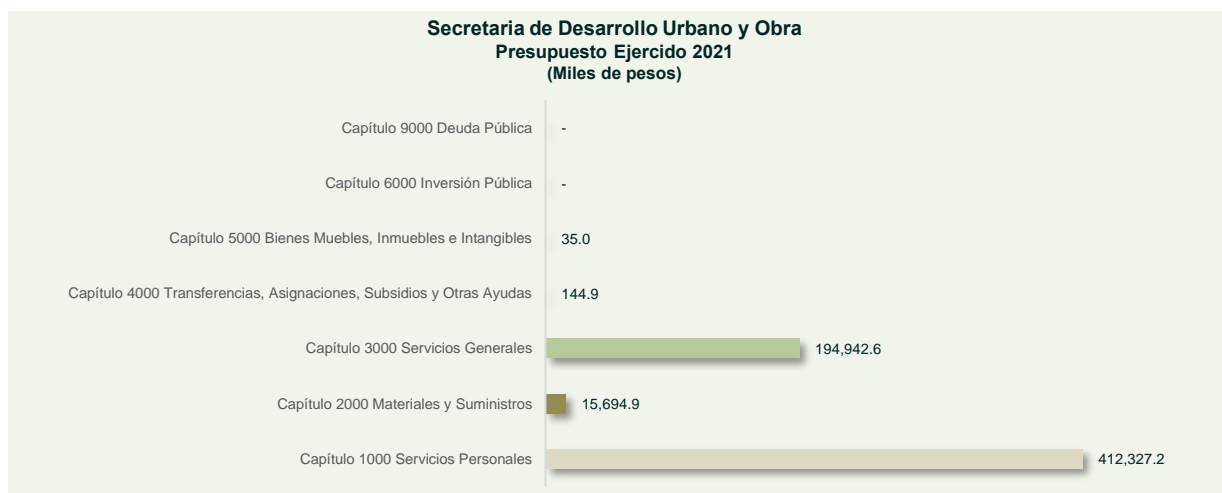 Secretaria de Desarrollo Urbano y Obra
Presupuesto Ejercido 2021
(Miles de pesos)
Capítulo 9000 Deuda Pública -
Capítulo 6000 Inversión Pública -
Capítulo 5000 Bienes Muebles, Inmuebles e Intangibles 35.0
Capítulo 4000 Transferencias, Asignaciones, Subsidios y Otras Ayudas 144.9
Capítulo 3000 Servicios Generales 194,942.6
Capítulo 2000 Materiales y Suministros 15,694.9
Capítulo 1000 Servicios Personales 412,327.2